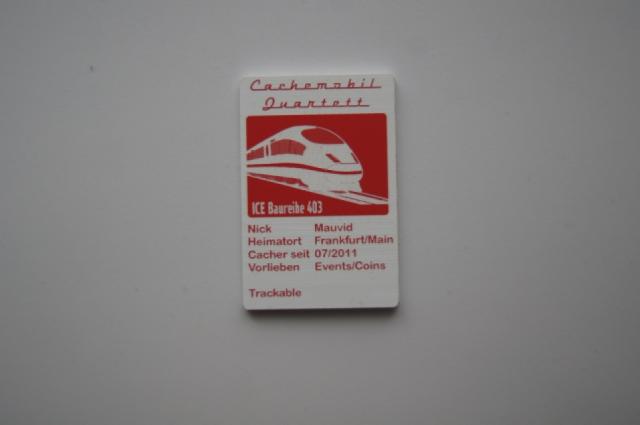 Cachemobil
Quartett
ICE Baureihe 403
Nick Mauvid
Heimatort Frankfurt/Main
Cacher seit 07/2011
Vorlieben Events/Coins
Trackable